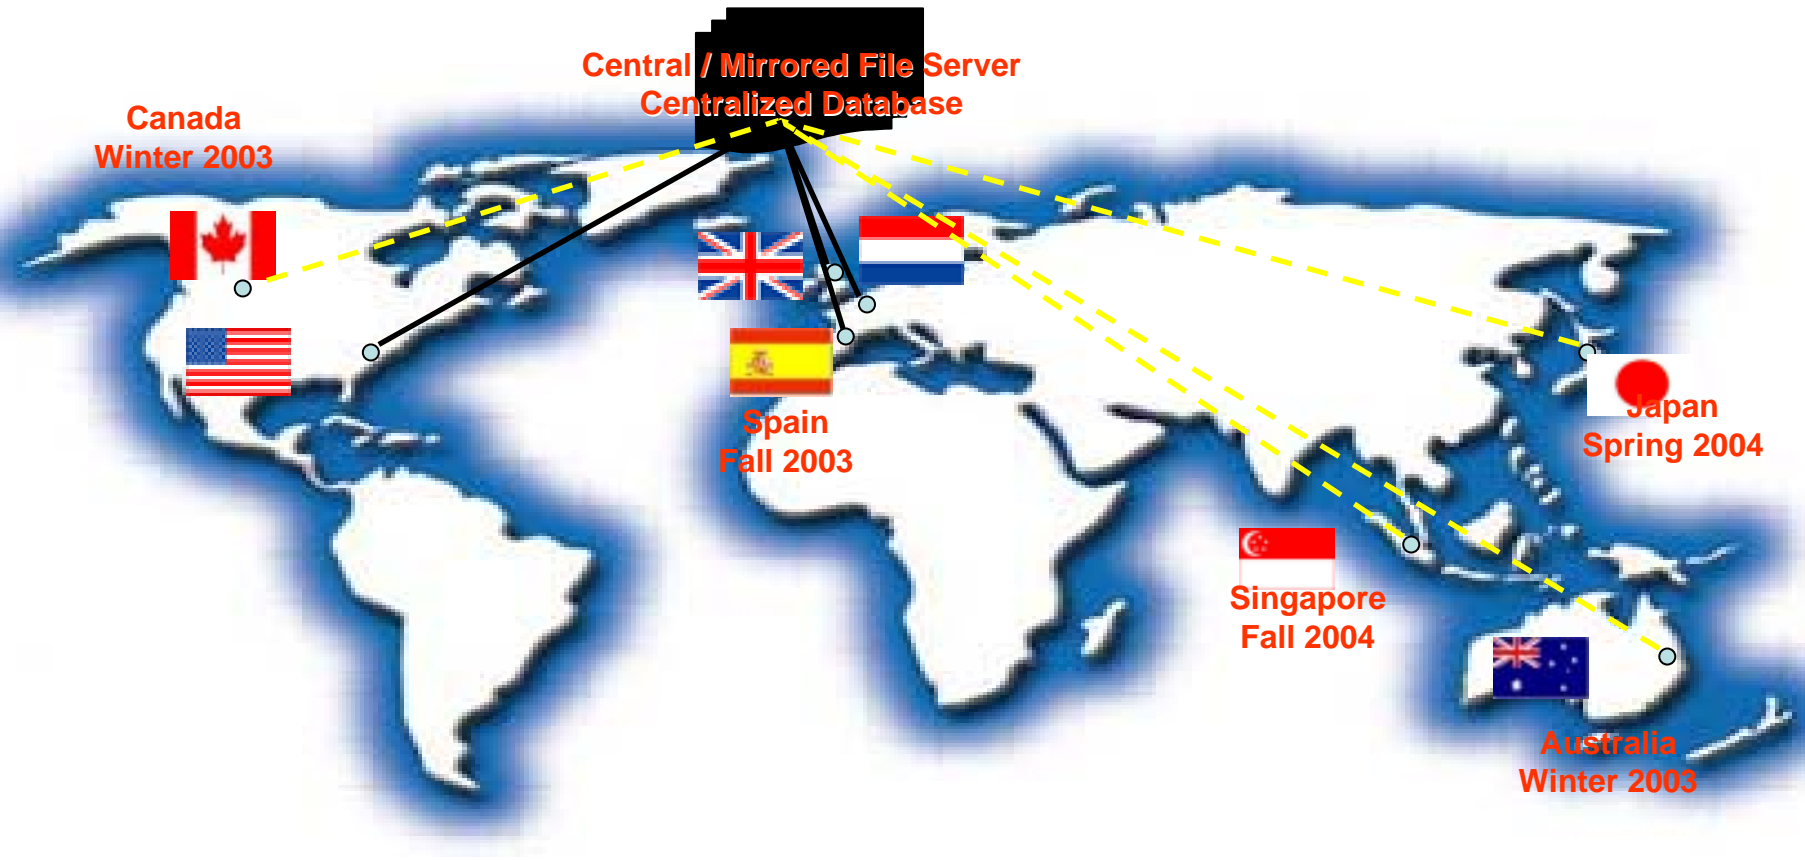 Central / Mirrored File Server
Centralized Database
Canada
Winter 2003
Spain
Fall 2003
Japan
Spring 2004
Singapore
Fall 2004
Australia
Winter 2003